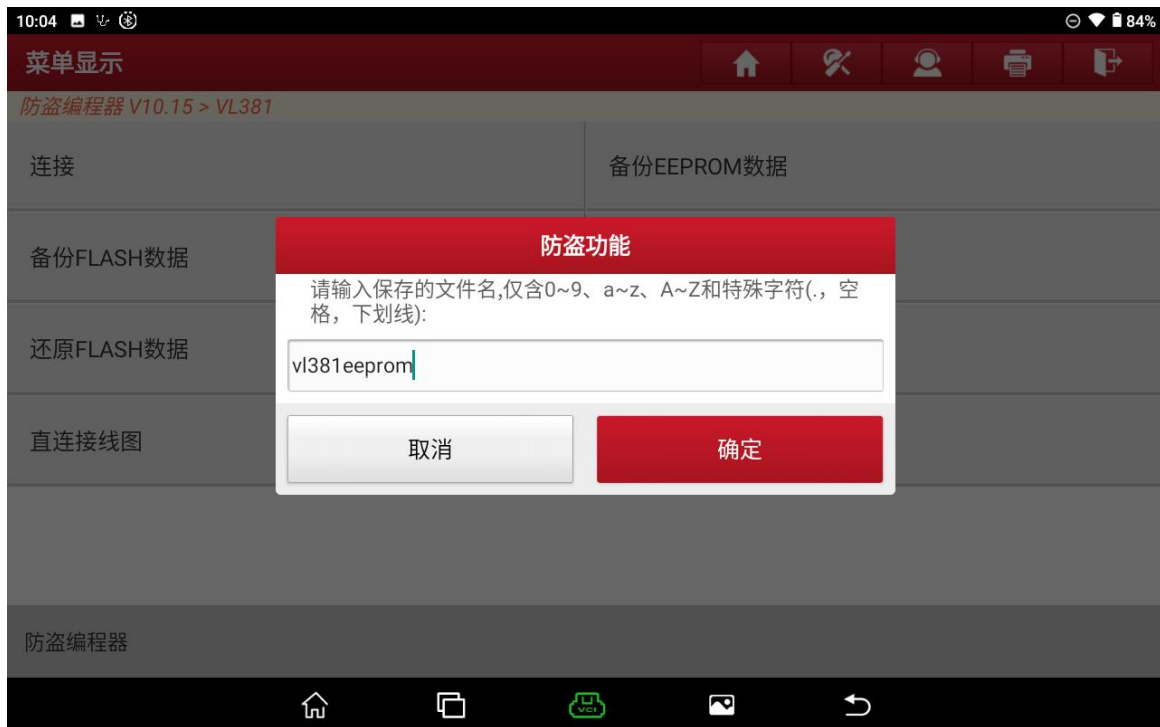 10:04
84%
菜单显示
防盗编程器 V10.15 > VL381
连接
备份EEPROM数据
备份FLASH数据
还原FLASH数据
直连接线图
防盗功能
请输入保存的文件名,仅含0~9、a~z、A~Z和特殊字符(.，空
格，下划线):
vl381eeprom
取消
确定
防盗编程器
VCI